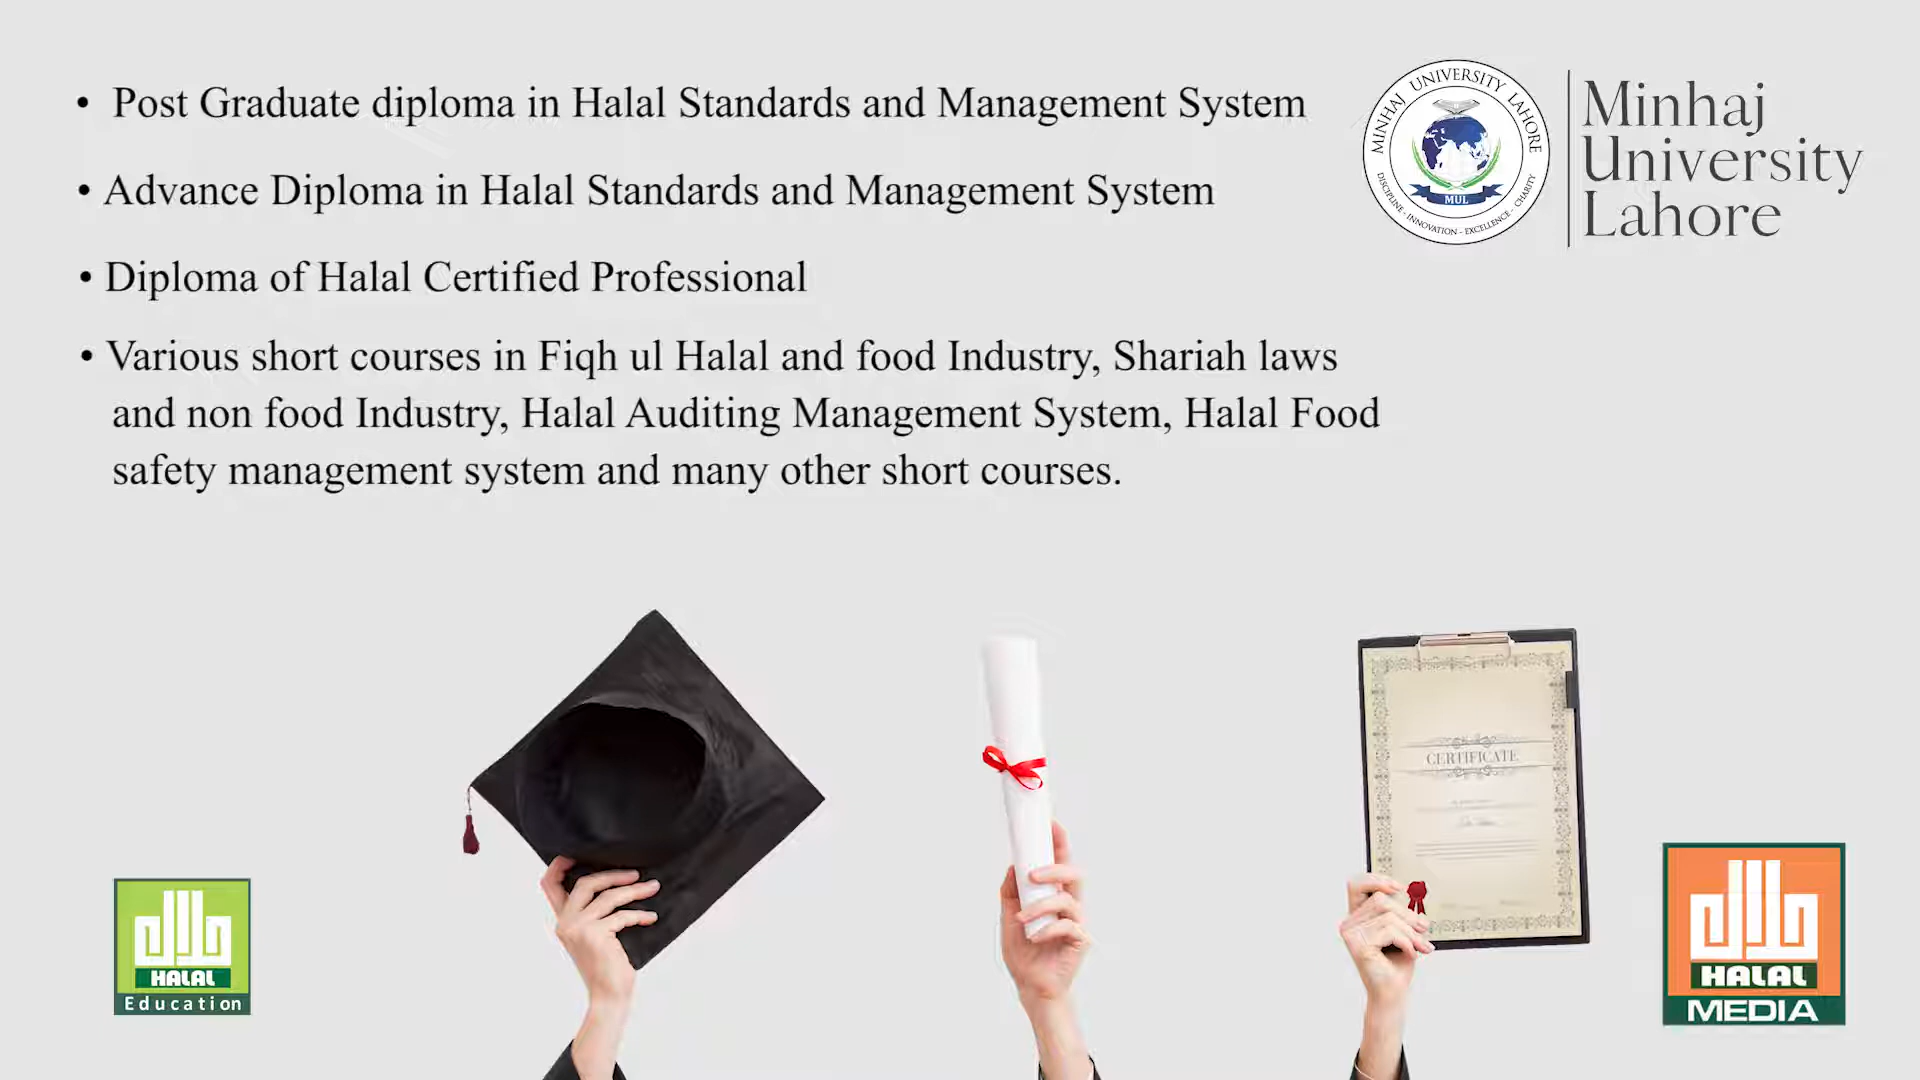 • Post Graduate diploma in Halal Standards and Management System
• Advance Diploma in Halal Standards and Management System
• Diploma of Halal Certified Professional
• Various short courses in Fiqh ul Halal and food Industry, Shariah laws
and non food Industry, Halal Auditing Management System, Halal Food
safety management system and many other short courses.
MINHAJ UNIVERSITY LAHORE
MUL
DISCIPLINE - INNOVATION - EXCELLENCE - CHARITY
Minhaj
University
Lahore
CERTIFICATE
حلال
HALAL
Education
حلال
HALAL
MEDIA